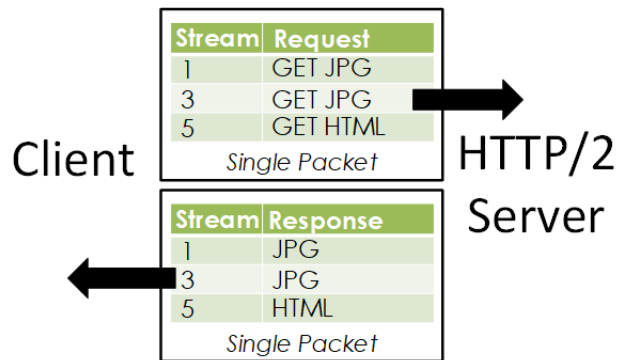 Stream Request
1 GET JPG
3 GET JPG
5 GET HTML
Single Packet
Client
HTTP/2
Server
Stream Response
1 JPG
3 JPG
5 HTML
Single Packet